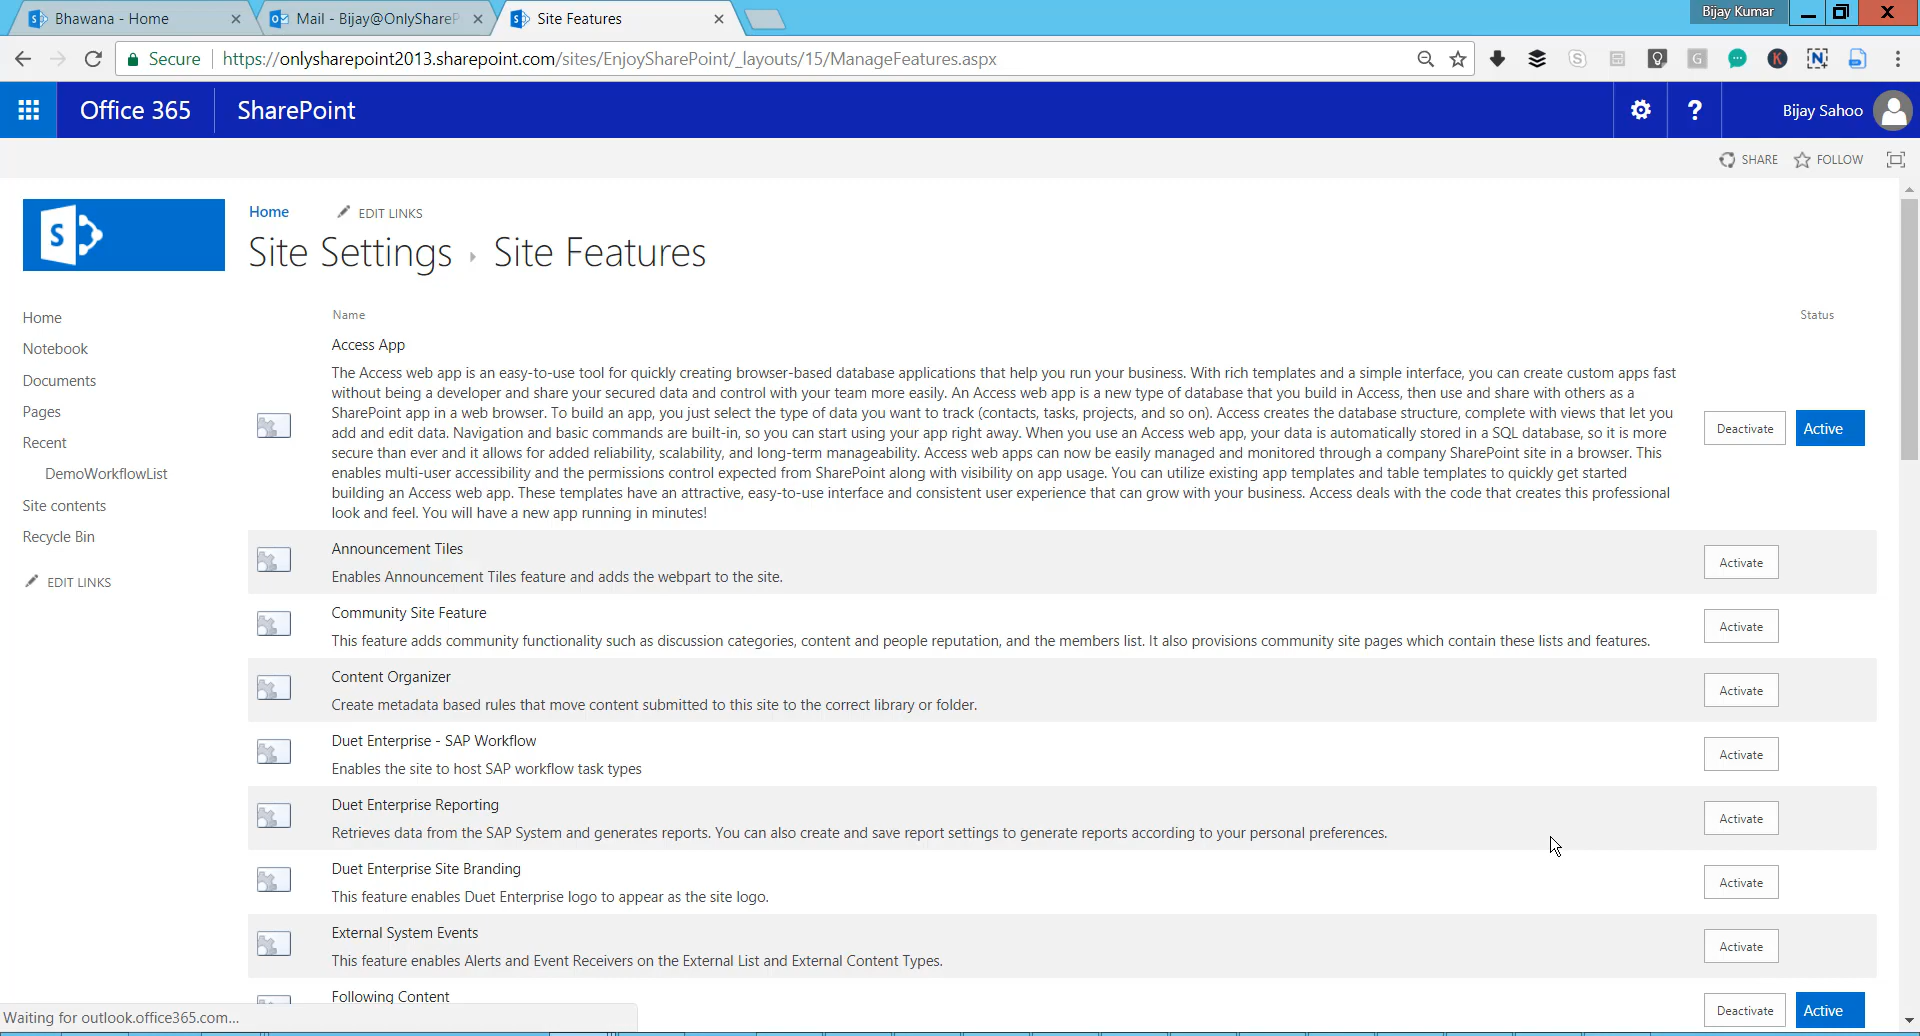 Bhawana - Home
Mail - Bijay@OnlyShareP
Site Features
Bijay Kumar
Secure
https://onlysharepoint2013.sharepoint.com/sites/EnjoySharePoint/_layouts/15/ManageFeatures.aspx
Office 365
SharePoint
?
Bijay Sahoo
SHARE
FOLLOW
S
Home
EDIT LINKS
Site Settings ▸ Site Features
Home
Notebook
Documents
Pages
Recent
DemoWorkflowList
Site contents
Recycle Bin
EDIT LINKS
Name
Status
Access App
The Access web app is an easy-to-use tool for quickly creating browser-based database applications that help you run your business. With rich templates and a simple interface, you can create custom apps fast
without being a developer and share your secured data and control with your team more easily. An Access web app is a new type of database that you build in Access, then use and share with others as a
SharePoint app in a web browser. To build an app, you just select the type of data you want to track (contacts, tasks, projects, and so on). Access creates the database structure, complete with views that let you
add and edit data. Navigation and basic commands are built-in, so you can start using your app right away. When you use an Access web app, your data is automatically stored in a SQL database, so it is more
secure than ever and it allows for added reliability, scalability, and long-term manageability. Access web apps can now be easily managed and monitored through a company SharePoint site in a browser. This
enables multi-user accessibility and the permissions control expected from SharePoint along with visibility on app usage. You can utilize existing app templates and table templates to quickly get started
building an Access web app. These templates have an attractive, easy-to-use interface and consistent user experience that can grow with your business. Access deals with the code that creates this professional
look and feel. You will have a new app running in minutes!
Deactivate
Active
Announcement Tiles
Enables Announcement Tiles feature and adds the webpart to the site.
Activate
Community Site Feature
This feature adds community functionality such as discussion categories, content and people reputation, and the members list. It also provisions community site pages which contain these lists and features.
Activate
Content Organizer
Create metadata based rules that move content submitted to this site to the correct library or folder.
Activate
Duet Enterprise - SAP Workflow
Enables the site to host SAP workflow task types
Activate
Duet Enterprise Reporting
Retrieves data from the SAP System and generates reports. You can also create and save report settings to generate reports according to your personal preferences.
Activate
Duet Enterprise Site Branding
This feature enables Duet Enterprise logo to appear as the site logo.
Activate
External System Events
This feature enables Alerts and Event Receivers on the External List and External Content Types.
Activate
Following Content
Deactivate
Active
Waiting for outlook.office365.com...